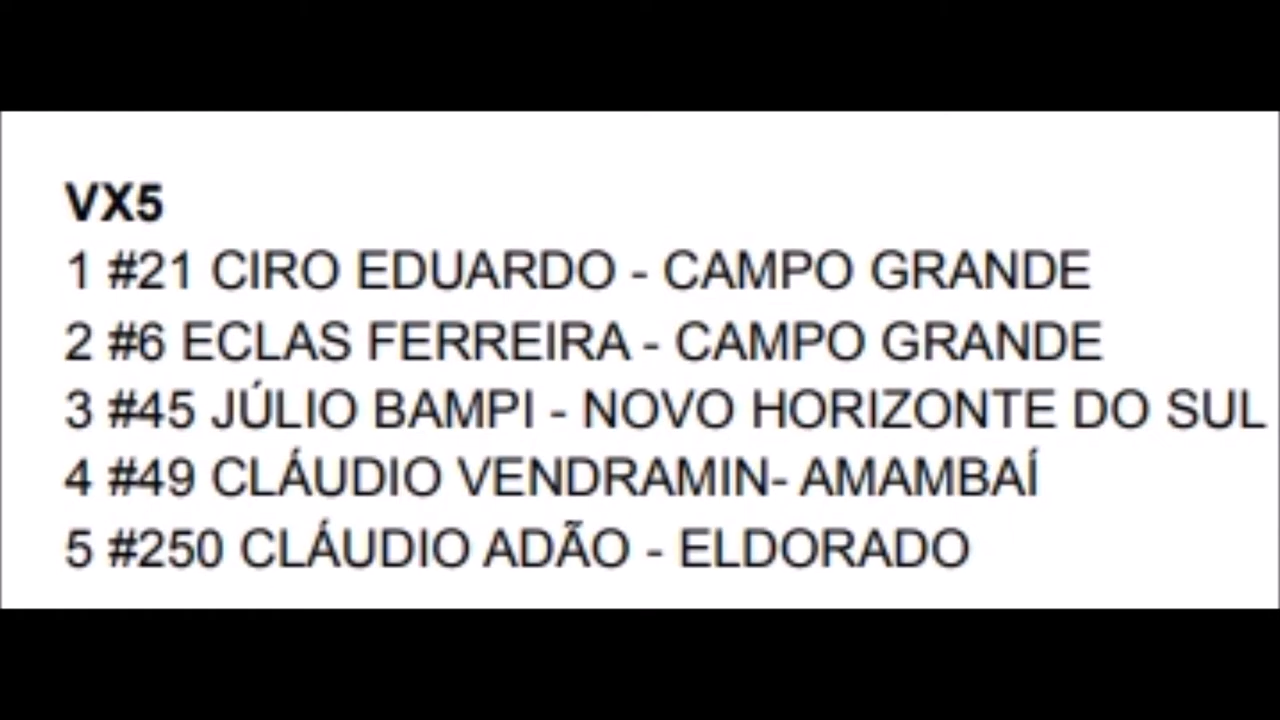 VX5
1 #21 CIRO EDUARDO - CAMPO GRANDE
2 #6 ECLAS FERREIRA - CAMPO GRANDE
3 #45 JÚLIO BAMPI - NOVO HORIZONTE DO SUL
4 #49 CLÁUDIO VENDRAMIN- AMAMBAÍ
5 #250 CLÁUDIO ADÃO - ELDORADO